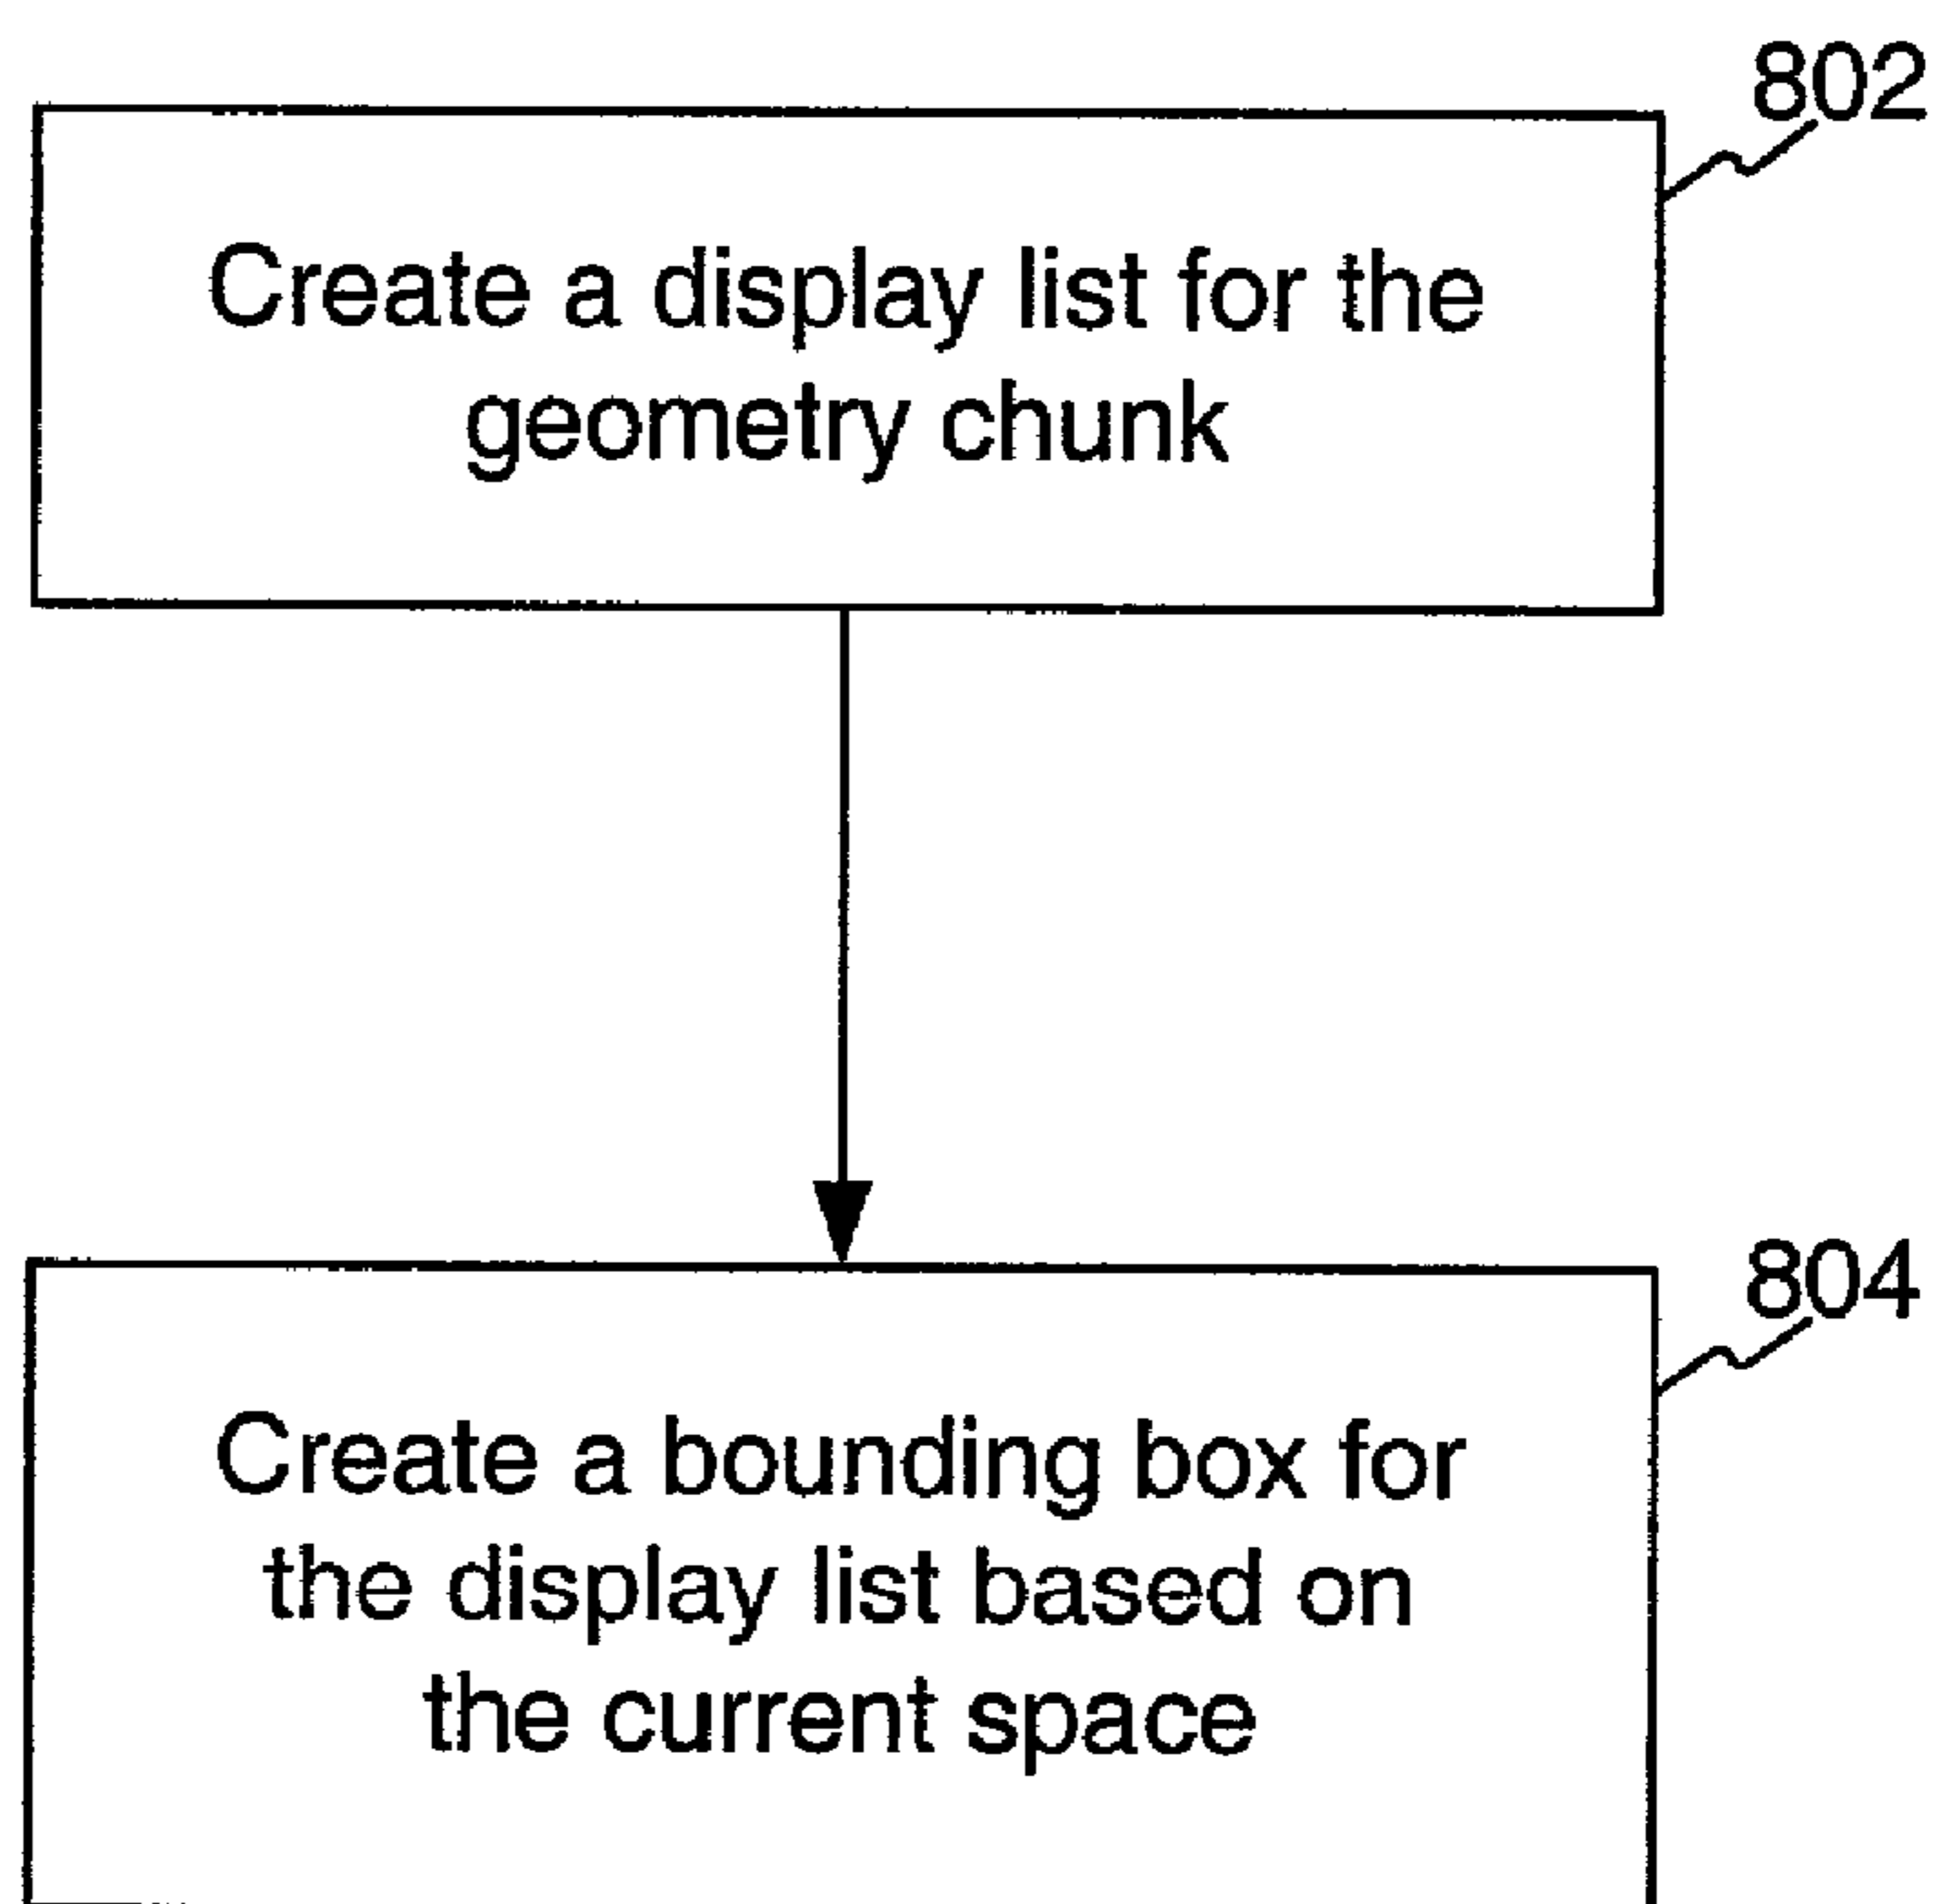 802
Create a display list for the
geometry chunk
804
Create a bounding box for
the display list based on
the current space